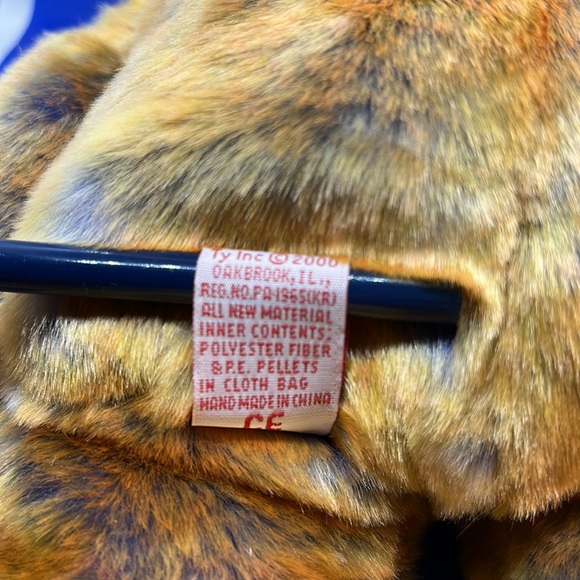 Ty Inc © 2000
OAKBROOK, IL.,
REG.NO.PA-1965(KR)
ALL NEW MATERIAL
INNER CONTENTS:
POLYESTER FIBER
& P.E. PELLETS
IN CLOTH BAG
HAND MADE IN CHINA
CE